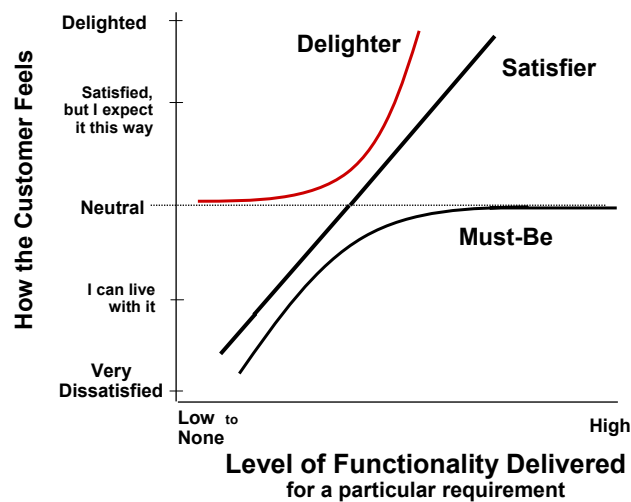 Delighted
Delighter
Satisfier
Satisfied,
but I expect
it this way
How the Customer Feels
Neutral
Must-Be
I can live
with it
Very
Dissatisfied
Low to
None
High
Level of Functionality Delivered
for a particular requirement